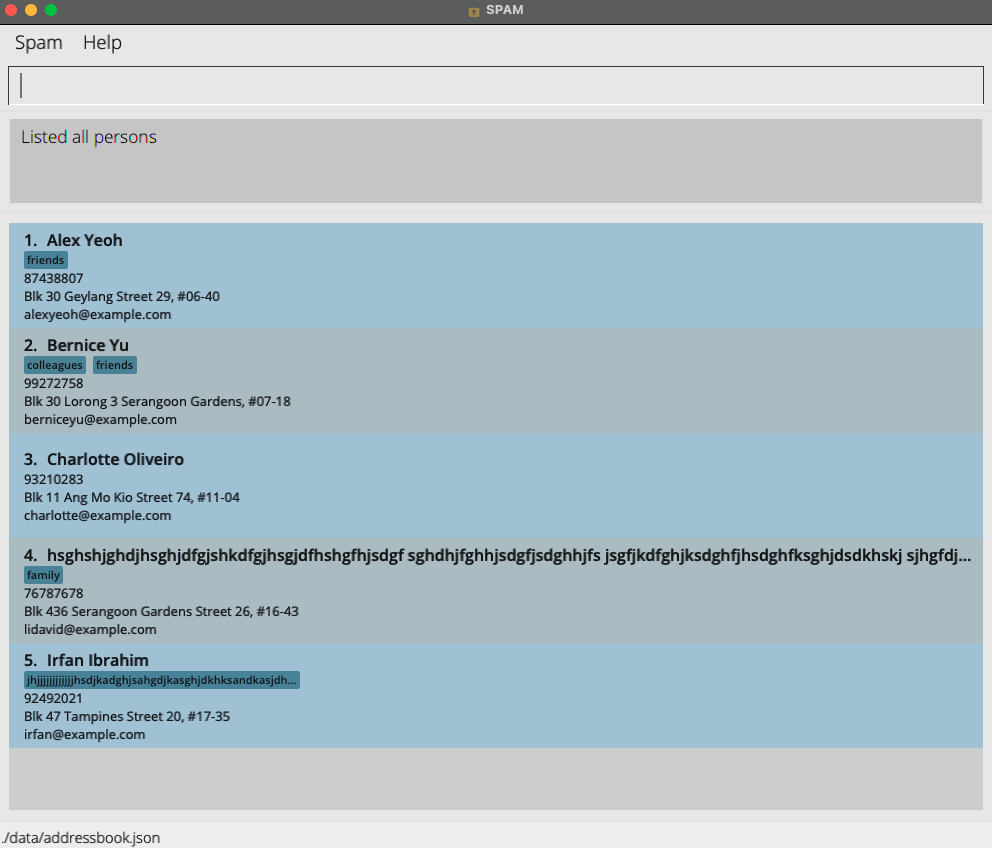 SPAM
Spam Help
Listed all persons
1. Alex Yeoh
friends
87438807
Blk 30 Geylang Street 29, #06-40
alexyeoh@example.com
2. Bernice Yu
colleagues friends
99272758
Blk 30 Lorong 3 Serangoon Gardens, #07-18
berniceyu@example.com
3. Charlotte Oliveiro
93210283
Blk 11 Ang Mo Kio Street 74, #11-04
charlotte@example.com
4. hsghshjghdjhsghjdfgjshkdfgjhsgjdfhshgfhjsdgf sghdhjfghhjsdgfjsdghhjfs jsgfjkdfghjksdghfjhsdghfksghjdsdkhskj sjhgfdj...
family
76787678
Blk 436 Serangoon Gardens Street 26, #16-43
lidavid@example.com
5. Irfan Ibrahim
92492021
Blk 47 Tampines Street 20, #17-35
irfan@example.com
./data/addressbook.json